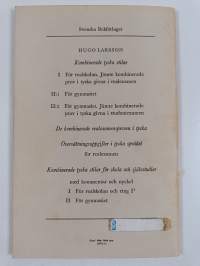 Svenska Bokförlaget
HUGO LARSSON
Kombinerade tyska stilar
I För realskolan. Jämte kombinerade
prov i tyska givna i realexamen
II:1 För gymnasiet
II:2 För gymnasiet. Jämte kombinerade
prov i tyska givna i studentexamen
De kombinerade realexamensproven i tyska
Översättningsuppgifter i tyska språket
för realexamen
Kombinerade tyska stilar för skola och självstudier
med kommentar och nyckel
I För realskolan och ring I³
II För gymnasiet